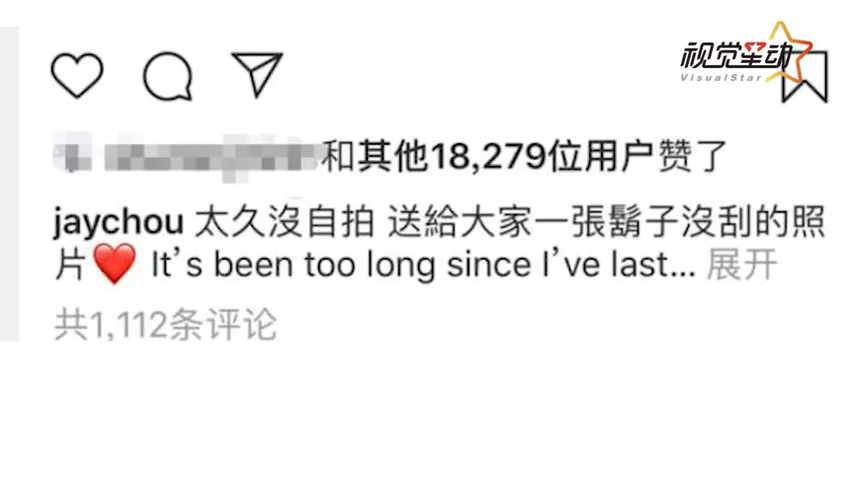 视觉星动
VisualStar
和其他18,279位用户赞了
jaychou 太久沒自拍 送給大家一張鬍子沒刮的照
片❤️ It’s been too long since I’ve last... 展开
共1,112条评论